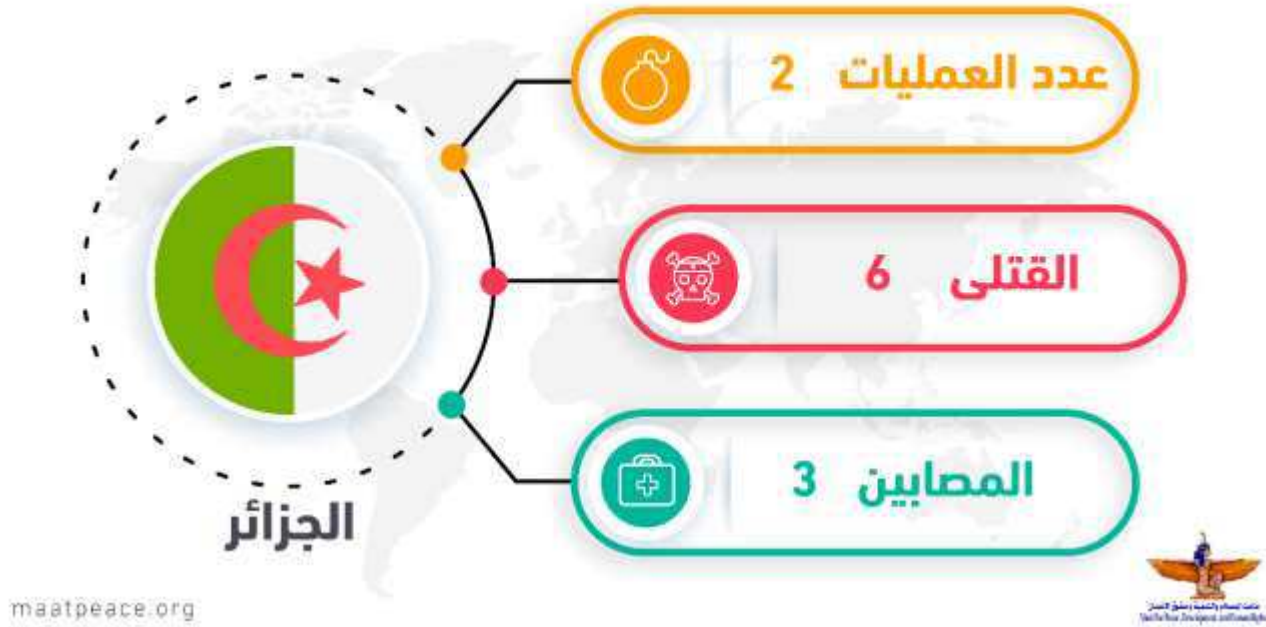 عدد العمليات 2
القتلى 6
المصابين 3
الجزائر
maatpeace.org